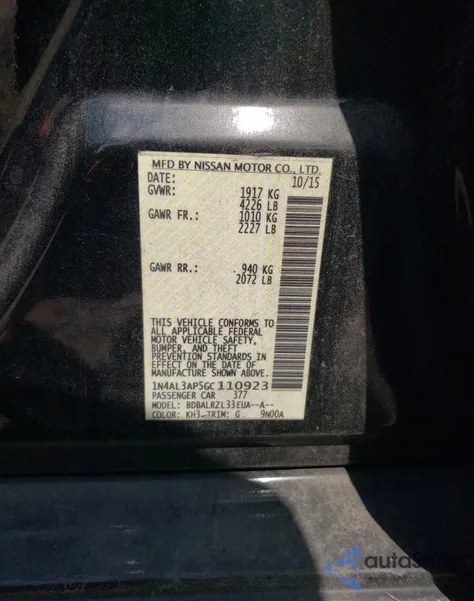 MFD BY NISSAN MOTOR CO., LTD.
DATE: 10/15
GVWR: 1917 KG
4226 LB
GAWR FR.: 1010 KG
2227 LB
GAWR RR.: 940 KG
2072 LB
THIS VEHICLE CONFORMS TO
ALL APPLICABLE FEDERAL
MOTOR VEHICLE SAFETY,
BUMPER, AND THEFT
PREVENTION STANDARDS IN
EFFECT ON THE DATE OF
MANUFACTURE SHOWN ABOVE.
1N4AL3AP5GC110923
PASSENGER CAR 377
MODEL: BDBALRZL33EUA--A--
COLOR: KH3 TRIM: G 9N00A